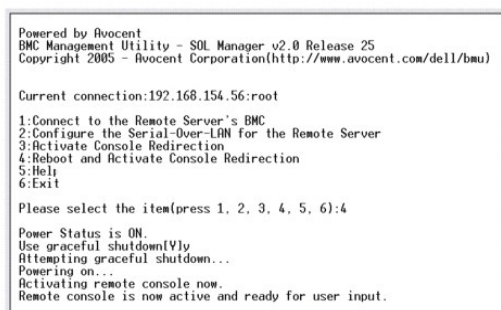 Powered by Avocent
BMC Management Utility - SOL Manager v2.0 Release 25
Copyright 2005 - Avocent Corporation(http://www.avocent.com/dell/bmu)
Current connection:192.168.154.56:root
1:Connect to the Remote Server's BMC
2:Configure the Serial-Over-LAN for the Remote Server
3:Activate Console Redirection
4:Reboot and Activate Console Redirection
5:Help
6:Exit
Please select the item(press 1, 2, 3, 4, 5, 6):4
Power Status is ON.
Use graceful shutdown[Y]y
Attempting graceful shutdown...
Powering on...
Activating remote console now.
Remote console is now active and ready for user input.